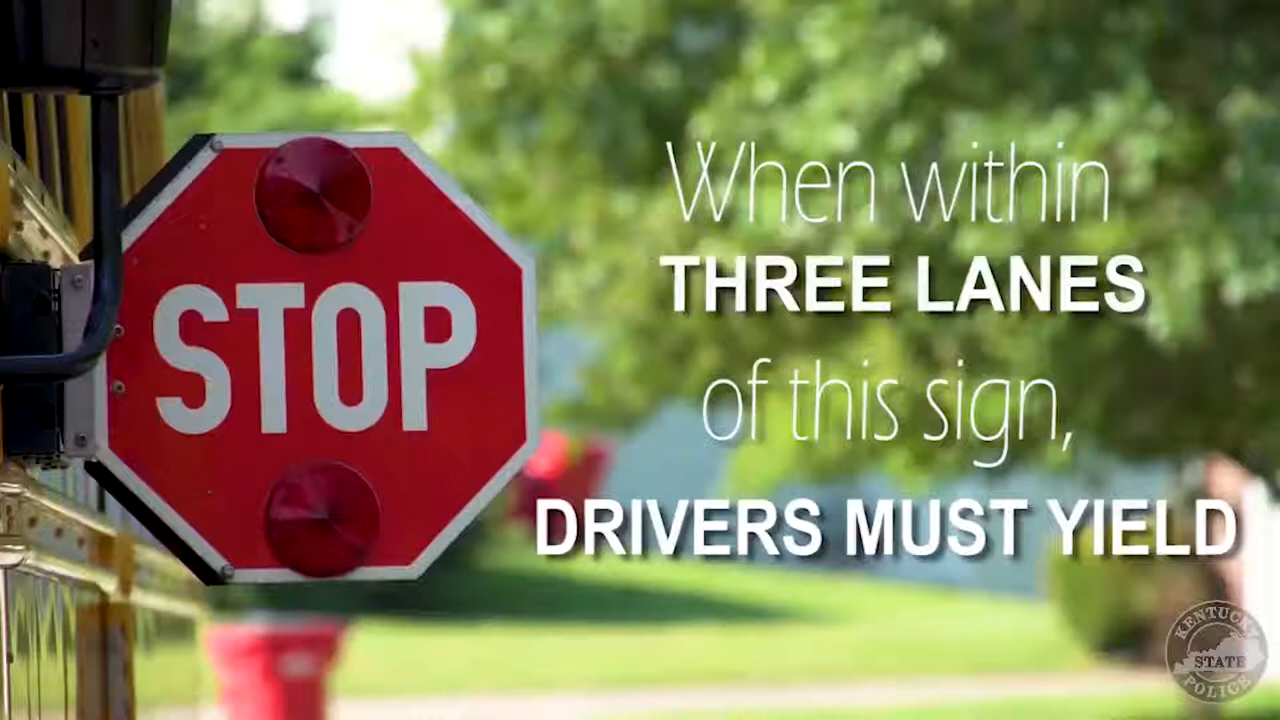 STOP
When within
THREE LANES
of this sign,
DRIVERS MUST YIELD
KENTUCKY
STATE
POLICE